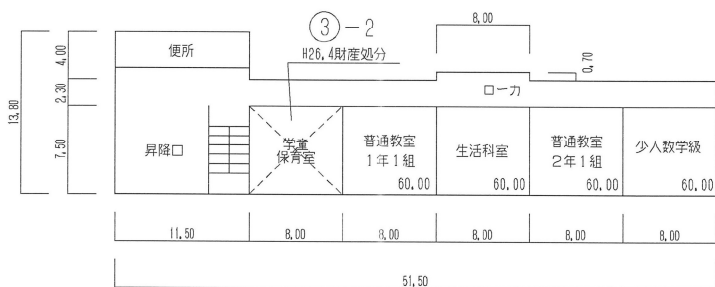 ③-2
H26.4財産処分
8,00
0,70
4,00
2,30
7,50
13,80
便所
ローカ
昇降口
学童
保育室
普通教室
1年1組
60.00
生活科室
60.00
普通教室
2年1組
60.00
少人数学級
60.00
11,50
8,00
8,00
8,00
8,00
8,00
51,50